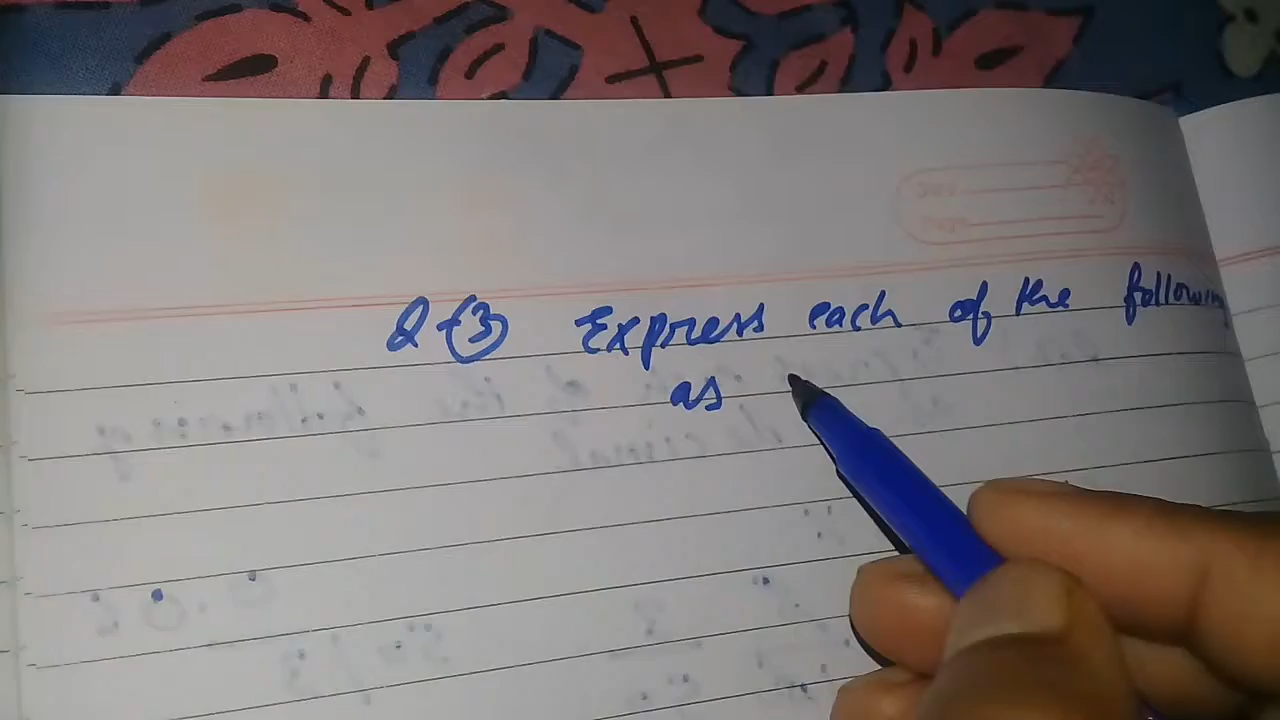 Q (3) Express each of the following
as